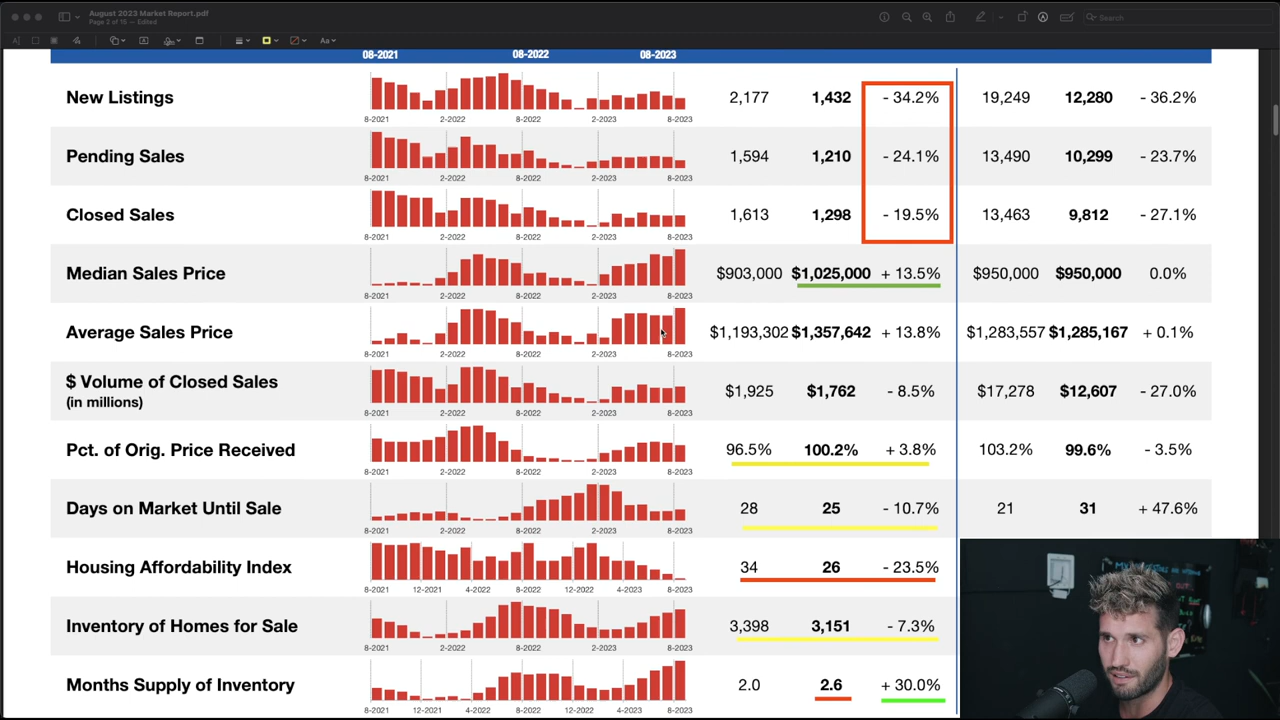 August 2023 Market Report.pdf
Page 2 of 15 — Edited
Search
Aa
08-2021 08-2022 08-2023
New Listings 2,177 1,432 - 34.2% 19,249 12,280 - 36.2%
8-2021 2-2022 8-2022 2-2023 8-2023
Pending Sales 1,594 1,210 - 24.1% 13,490 10,299 - 23.7%
8-2021 2-2022 8-2022 2-2023 8-2023
Closed Sales 1,613 1,298 - 19.5% 13,463 9,812 - 27.1%
8-2021 2-2022 8-2022 2-2023 8-2023
Median Sales Price $903,000 $1,025,000 + 13.5% $950,000 $950,000 0.0%
8-2021 2-2022 8-2022 2-2023 8-2023
Average Sales Price $1,193,302 $1,357,642 + 13.8% $1,283,557 $1,285,167 + 0.1%
8-2021 2-2022 8-2022 2-2023 8-2023
$ Volume of Closed Sales
(in millions) $1,925 $1,762 - 8.5% $17,278 $12,607 - 27.0%
8-2021 2-2022 8-2022 2-2023 8-2023
Pct. of Orig. Price Received 96.5% 100.2% + 3.8% 103.2% 99.6% - 3.5%
8-2021 2-2022 8-2022 2-2023 8-2023
Days on Market Until Sale 28 25 - 10.7% 21 31 + 47.6%
8-2021 2-2022 8-2022 2-2023 8-2023
Housing Affordability Index 34 26 - 23.5%
8-2021 12-2021 4-2022 8-2022 12-2022 4-2023 8-2023
Inventory of Homes for Sale 3,398 3,151 - 7.3%
8-2021 2-2022 8-2022 2-2023 8-2023
Months Supply of Inventory 2.0 2.6 + 30.0%
8-2021 12-2021 4-2022 8-2022 12-2022 4-2023 8-2023